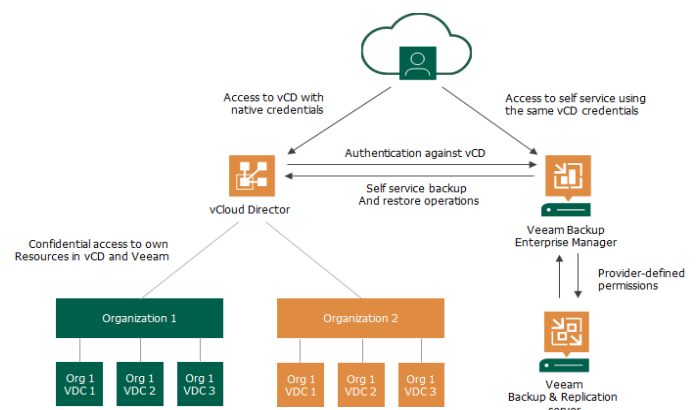 Access to vCD with
native credentials
Access to self service using
the same vCD credentials
Authentication against vCD
Self service backup
And restore operations
vCloud Director
Veeam Backup
Enterprise Manager
Confidential access to own
Resources in vCD and Veeam
Provider-defined
permissions
Organization 1
Organization 2
Org 1
VDC 1
Org 1
VDC 2
Org 1
VDC 3
Org 1
VDC 1
Org 1
VDC 2
Org 1
VDC 3
Veeam
Backup & Replication
server